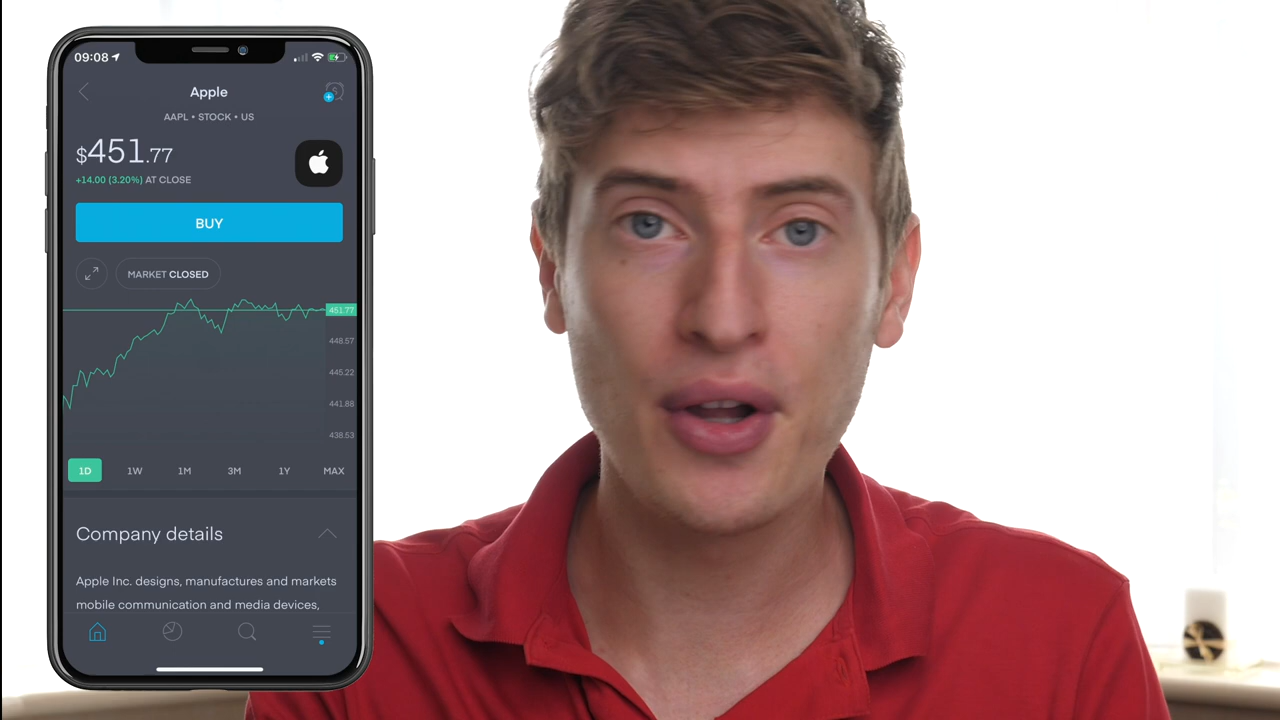 09:08
Apple
AAPL • STOCK • US
$451.77
+14.00 (3.20%) AT CLOSE
BUY
MARKET CLOSED
451.77
448.57
445.22
441.88
438.53
1D 1W 1M 3M 1Y MAX
Company details
Apple Inc. designs, manufactures and markets
mobile communication and media devices,